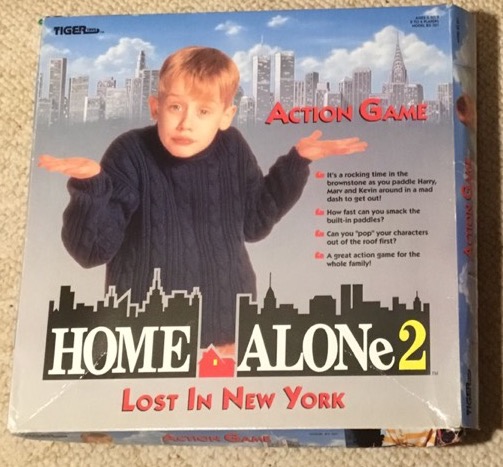 TIGER
ACTION GAME
It's a rocking time in the
brownstone as you paddle Harry,
Marv and Kevin around in a mad
dash to get out!
How fast can you smack the
built-in paddles?
Can you "pop" your characters
out of the roof first?
A great action game for the
whole family!
HOME ALONe 2
TM
LOST IN NEW YORK
ACTION GAME
ACTION GAME
TIGER